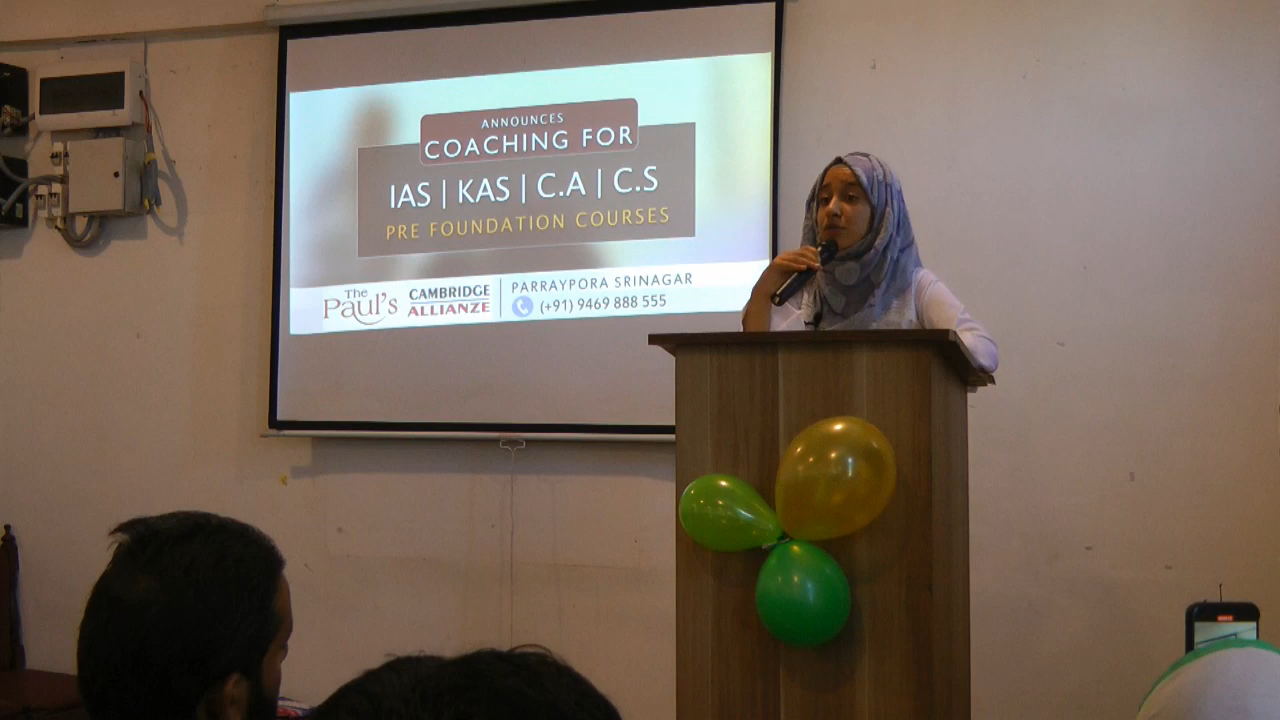 ANNOUNCES
COACHING FOR
IAS | KAS | C.A | C.S
PRE FOUNDATION COURSES
The Paul's
CAMBRIDGE
ALLIANZE
PARRAYPORA SRINAGAR
(+91) 9469 888 555